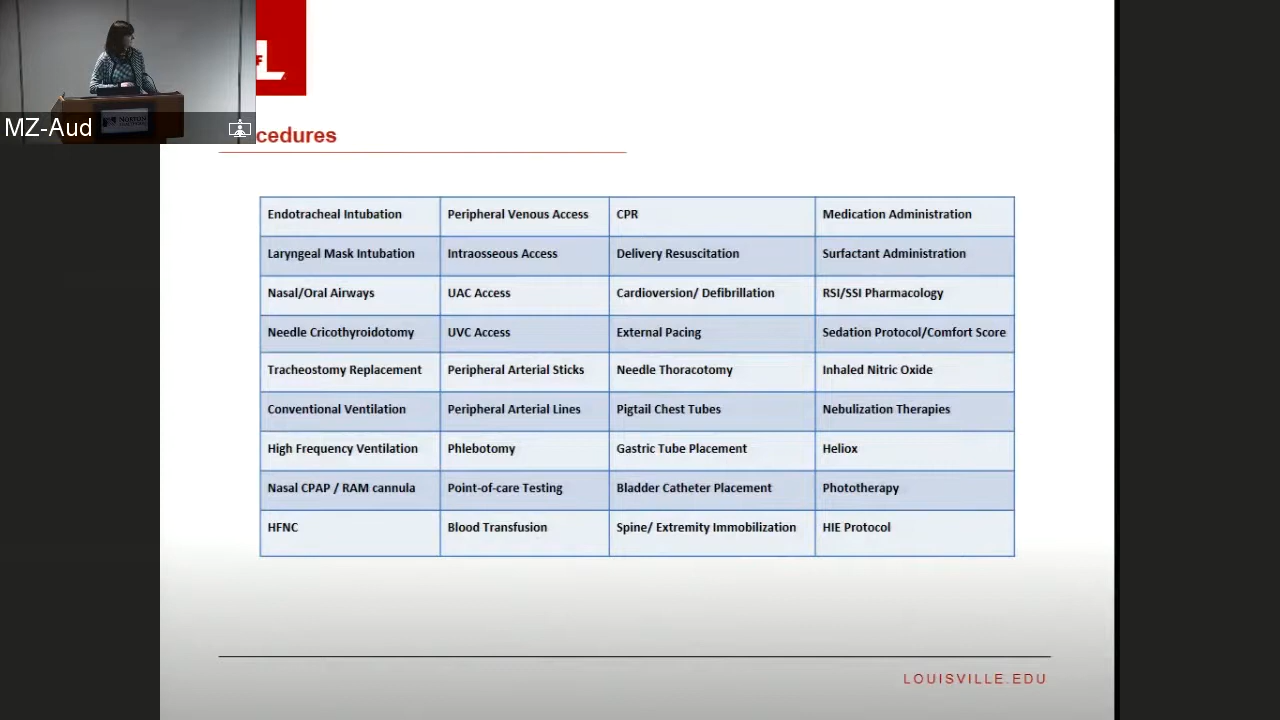 MZ-Aud
NORTON
cedures
Endotracheal Intubation Peripheral Venous Access CPR Medication Administration
Laryngeal Mask Intubation Intraosseous Access Delivery Resuscitation Surfactant Administration
Nasal/Oral Airways UAC Access Cardioversion/ Defibrillation RSI/SSI Pharmacology
Needle Cricothyroidotomy UVC Access External Pacing Sedation Protocol/Comfort Score
Tracheostomy Replacement Peripheral Arterial Sticks Needle Thoracotomy Inhaled Nitric Oxide
Conventional Ventilation Peripheral Arterial Lines Pigtail Chest Tubes Nebulization Therapies
High Frequency Ventilation Phlebotomy Gastric Tube Placement Heliox
Nasal CPAP / RAM cannula Point-of-care Testing Bladder Catheter Placement Phototherapy
HFNC Blood Transfusion Spine/ Extremity Immobilization HIE Protocol
LOUISVILLE.EDU